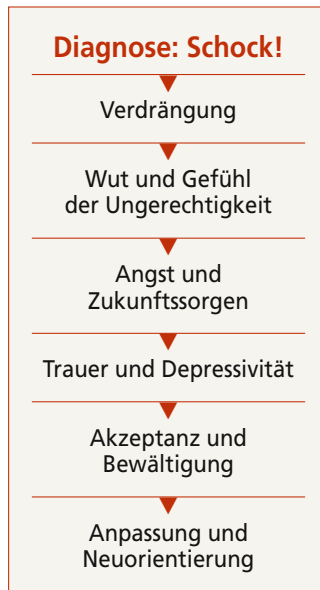 Diagnose: Schock!
Verdrängung
Wut und Gefühl
der Ungerechtigkeit
Angst und
Zukunftssorgen
Trauer und Depressivität
Akzeptanz und
Bewältigung
Anpassung und
Neuorientierung